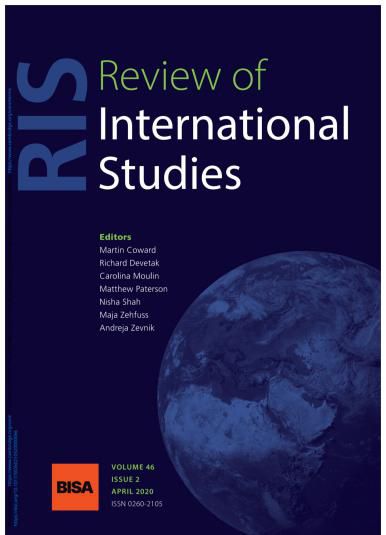 RIS
Review of
International
Studies
Editors
Martin Coward
Richard Devetak
Carolina Moulin
Matthew Paterson
Nisha Shah
Maja Zehfuss
Andreja Zevnik
BISA
VOLUME 46
ISSUE 2
APRIL 2020
ISSN 0260-2105